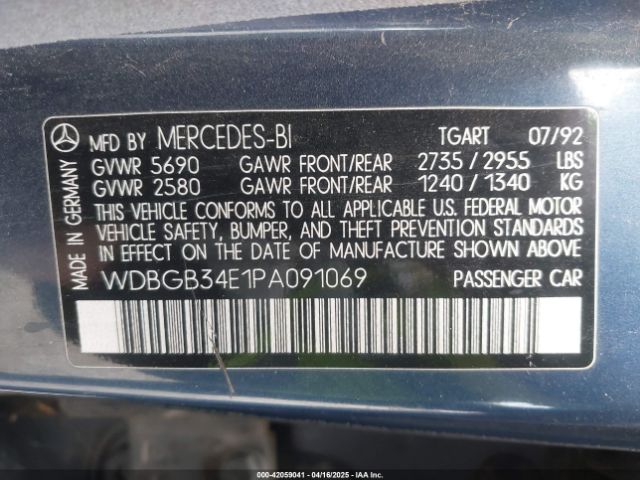 MFD BY MERCEDES-BE TGART 07/92
GVWR 5690 GAWR FRONT/REAR 2735 / 2955 LBS
GVWR 2580 GAWR FRONT/REAR 1240 / 1340 KG
THIS VEHICLE CONFORMS TO ALL APPLICABLE U.S. FEDERAL MOTOR
VEHICLE SAFETY, BUMPER, AND THEFT PREVENTION STANDARDS
IN EFFECT ON THE DATE OF MANUFACTURE SHOWN ABOVE.
WDBGB34E1PA091069 PASSENGER CAR
MADE IN GERMANY
000-42059041 - 04/16/2025 - IAAI.COM